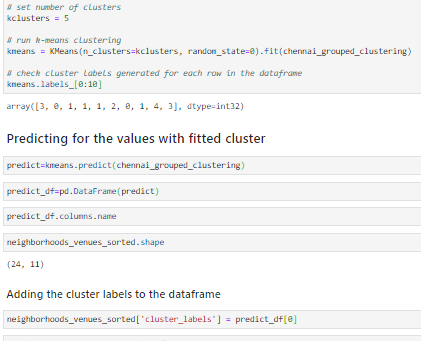 # set number of clusters
kclusters = 5
# run k-means clustering
kmeans = KMeans(n_clusters=kclusters, random_state=0).fit(chennai_grouped_clustering)
# check cluster labels generated for each row in the dataframe
kmeans.labels_[0:10]
array([3, 0, 1, 1, 1, 2, 0, 1, 4, 3], dtype=int32)
Predicting for the values with fitted cluster
predict=kmeans.predict(chennai_grouped_clustering)
predict_df=pd.DataFrame(predict)
predict_df.columns.name
neighborhoods_venues_sorted.shape
(24, 11)
Adding the cluster labels to the dataframe
neighborhoods_venues_sorted['cluster_labels'] = predict_df[0]